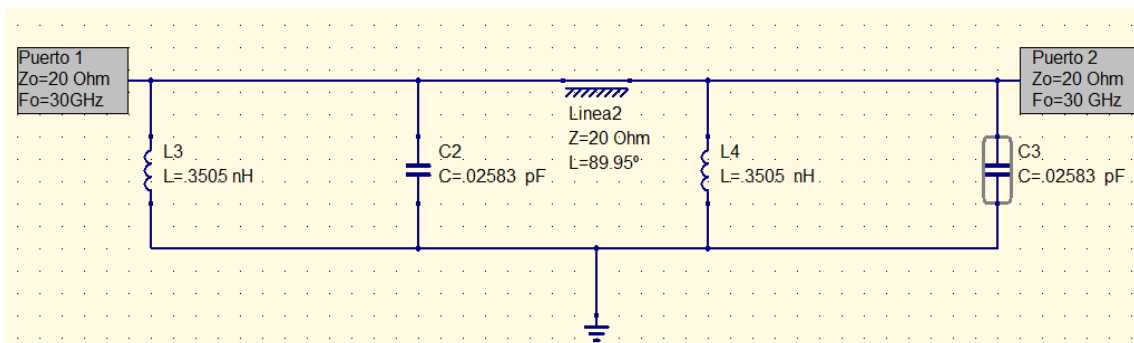 Puerto 1
Zo=20 Ohm
Fo=30GHz
L3
L=.3505 nH
C2
C=.02583 pF
Linea2
Z=20 Ohm
L=89.95º
L4
L=.3505 nH
C3
C=.02583 pF
Puerto 2
Zo=20 Ohm
Fo=30 GHz